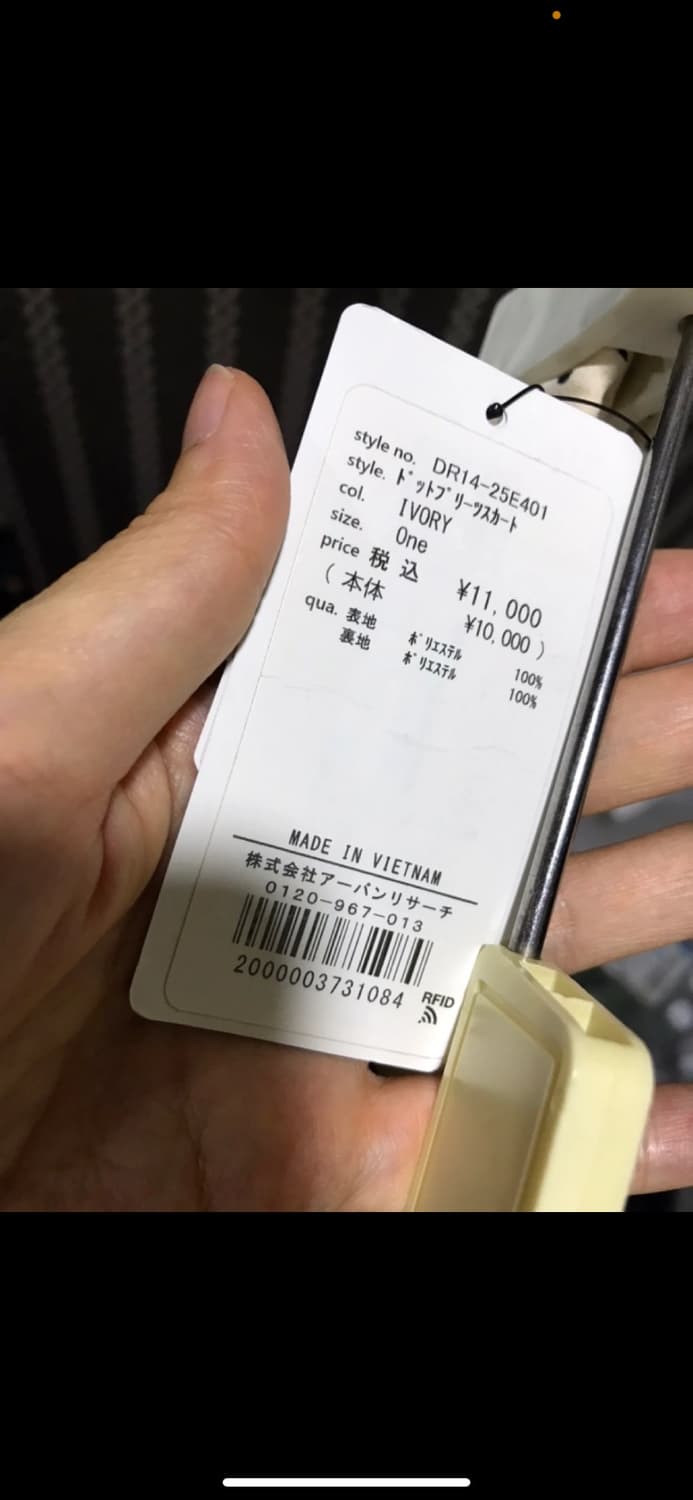 style no. DR14-25E401
style. ﾄﾞｯﾄﾌﾟﾘｰﾂｽｶｰﾄ
col. IVORY
size. One
price 税込 ¥11,000
( 本体 ¥10,000 )
qua. 表地 ﾎﾟﾘｴｽﾃﾙ 100%
裏地 ﾎﾟﾘｴｽﾃﾙ 100%
MADE IN VIETNAM
株式会社アーバンリサーチ
0120-967-013
2000003731084 RFID